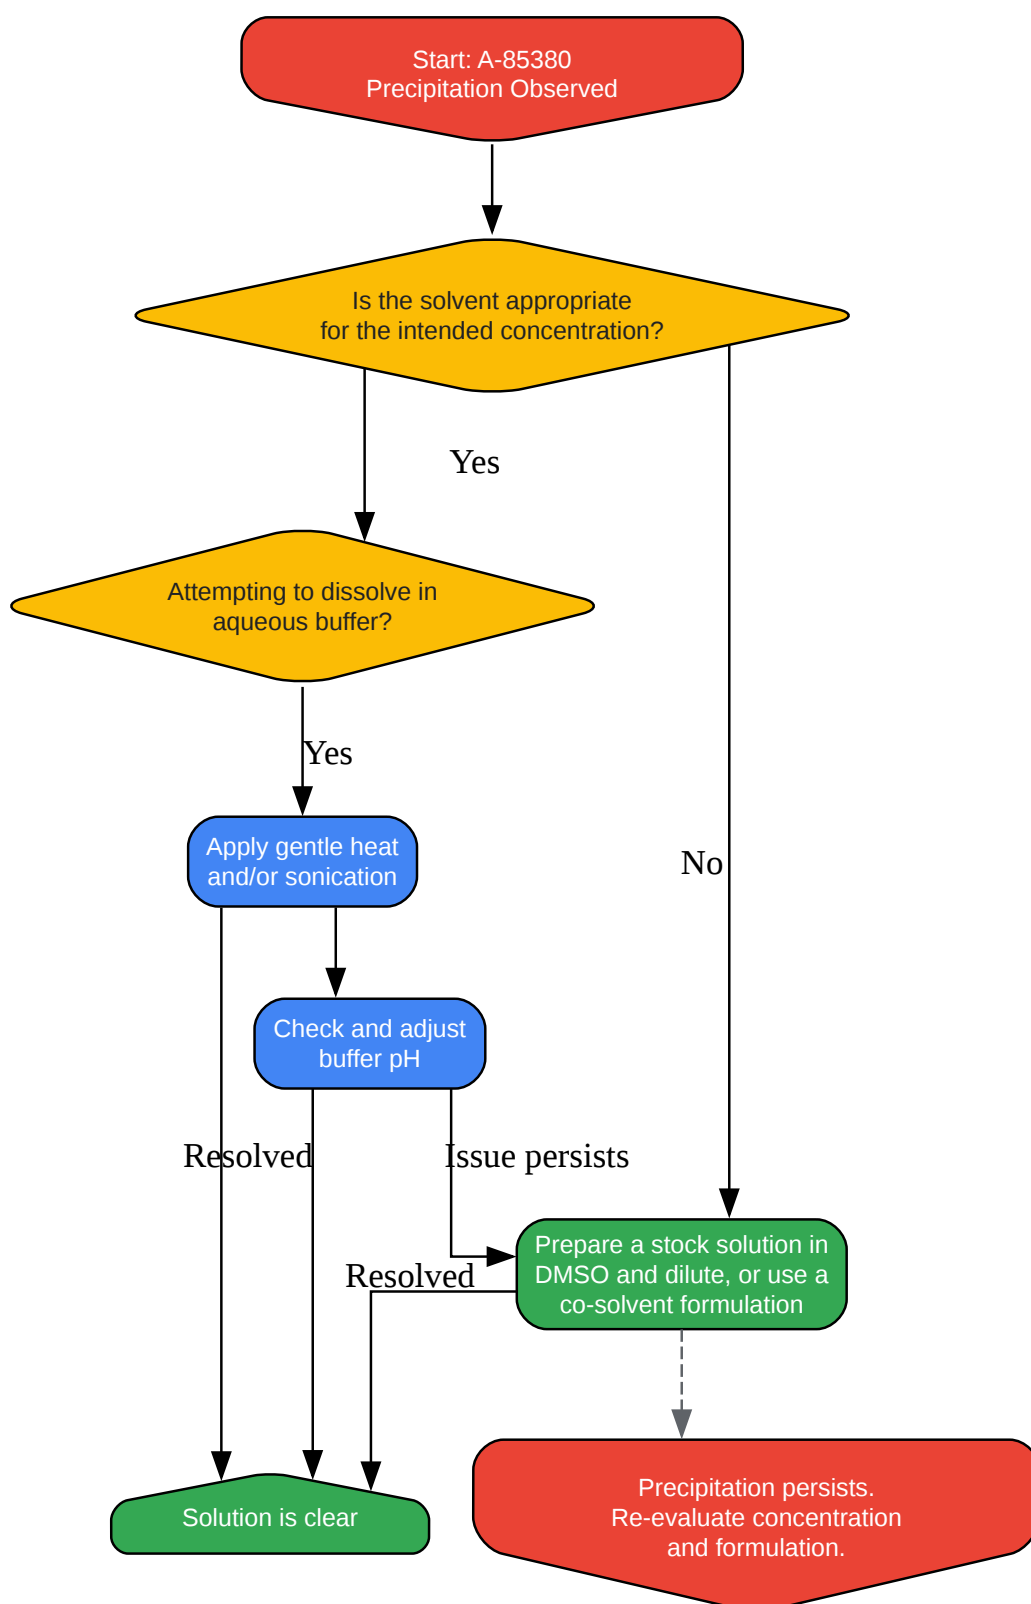 Start: A-85380
Precipitation Observed
Is the solvent appropriate
for the intended concentration?
Yes
Attempting to dissolve in
aqueous buffer?
Yes
Apply gentle heat
and/or sonication
No
Check and adjust
buffer pH
Resolved
Issue persists
Prepare a stock solution in
DMSO and dilute, or use a
co-solvent formulation
Resolved
Precipitation persists.
Re-evaluate concentration
and formulation.
Solution is clear